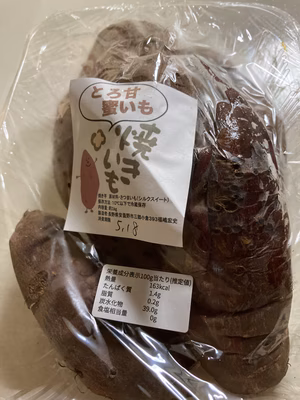 とろ甘
蜜いも
焼きいも
5.18
栄養成分表示100g当たり(推定値)
熱量 163kcal
たんぱく質 1.4g
脂質 0.2g
炭水化物 39.0g
食塩相当量 0g